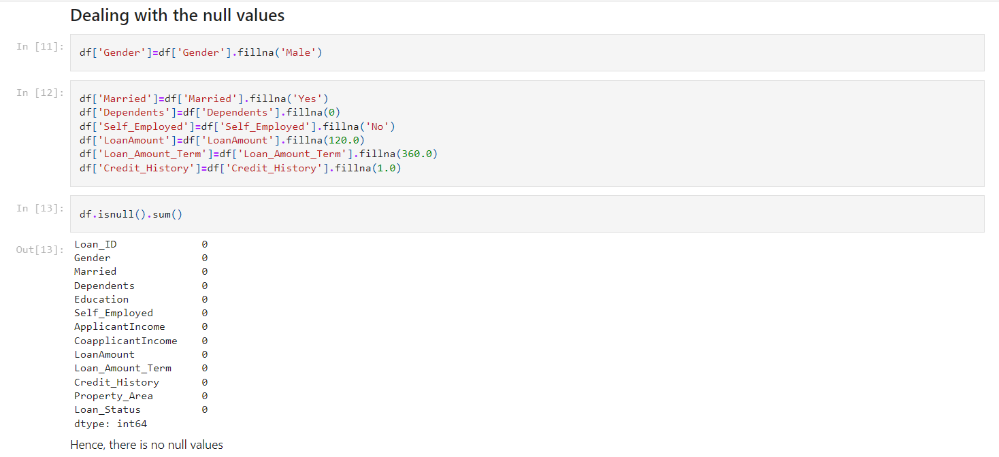 Dealing with the null values
In [11]:
df['Gender']=df['Gender'].fillna('Male')
In [12]:
df['Married']=df['Married'].fillna('Yes')
df['Dependents']=df['Dependents'].fillna(0)
df['Self_Employed']=df['Self_Employed'].fillna('No')
df['LoanAmount']=df['LoanAmount'].fillna(120.0)
df['Loan_Amount_Term']=df['Loan_Amount_Term'].fillna(360.0)
df['Credit_History']=df['Credit_History'].fillna(1.0)
In [13]:
df.isnull().sum()
Out[13]:
Loan_ID 0
Gender 0
Married 0
Dependents 0
Education 0
Self_Employed 0
ApplicantIncome 0
CoapplicantIncome 0
LoanAmount 0
Loan_Amount_Term 0
Credit_History 0
Property_Area 0
Loan_Status 0
dtype: int64
Hence, there is no null values